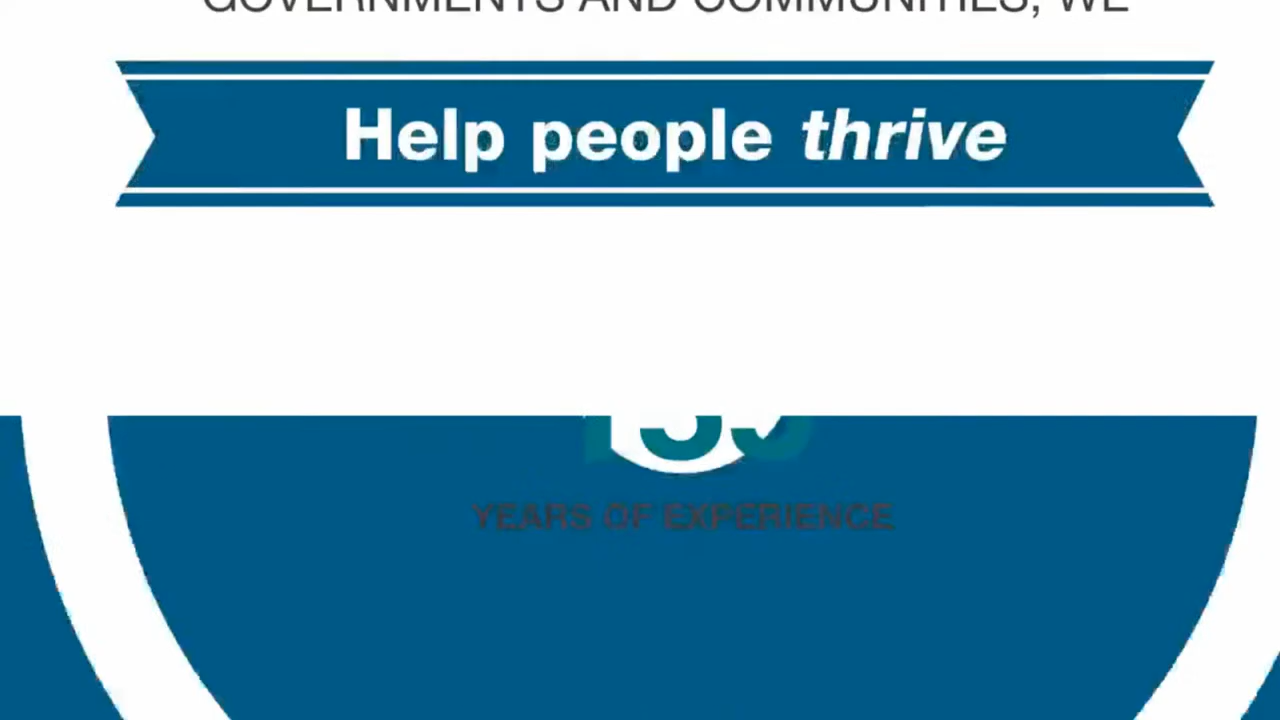 GOVERNMENTS AND COMMUNITIES, WE
Help people thrive
YEARS OF EXPERIENCE